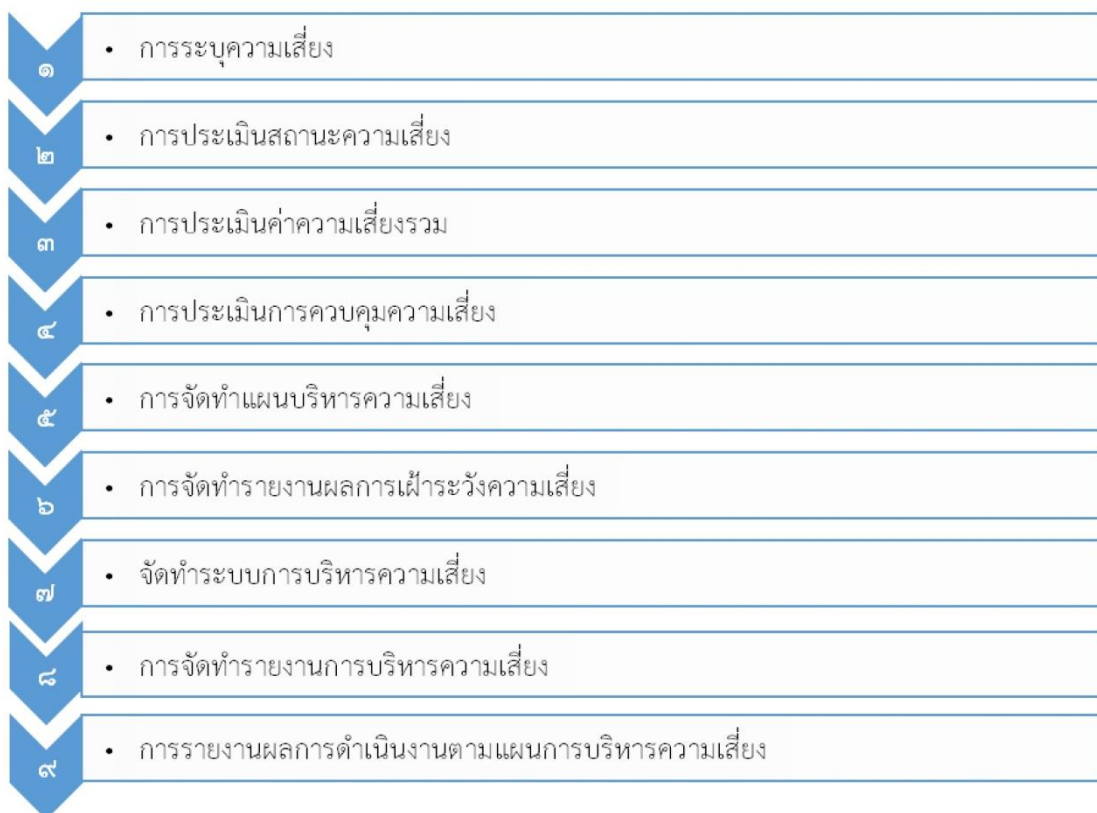 ๑ • การระบุความเสี่ยง
๒ • การประเมินสถานะความเสี่ยง
๓ • การประเมินค่าความเสี่ยงรวม
๔ • การประเมินการควบคุมความเสี่ยง
๕ • การจัดทำแผนบริหารความเสี่ยง
๖ • การจัดทำรายงานผลการเฝ้าระวังความเสี่ยง
๗ • จัดทำระบบการบริหารความเสี่ยง
๘ • การจัดทำรายงานการบริหารความเสี่ยง
๙ • การรายงานผลการดำเนินงานตามแผนการบริหารความเสี่ยง